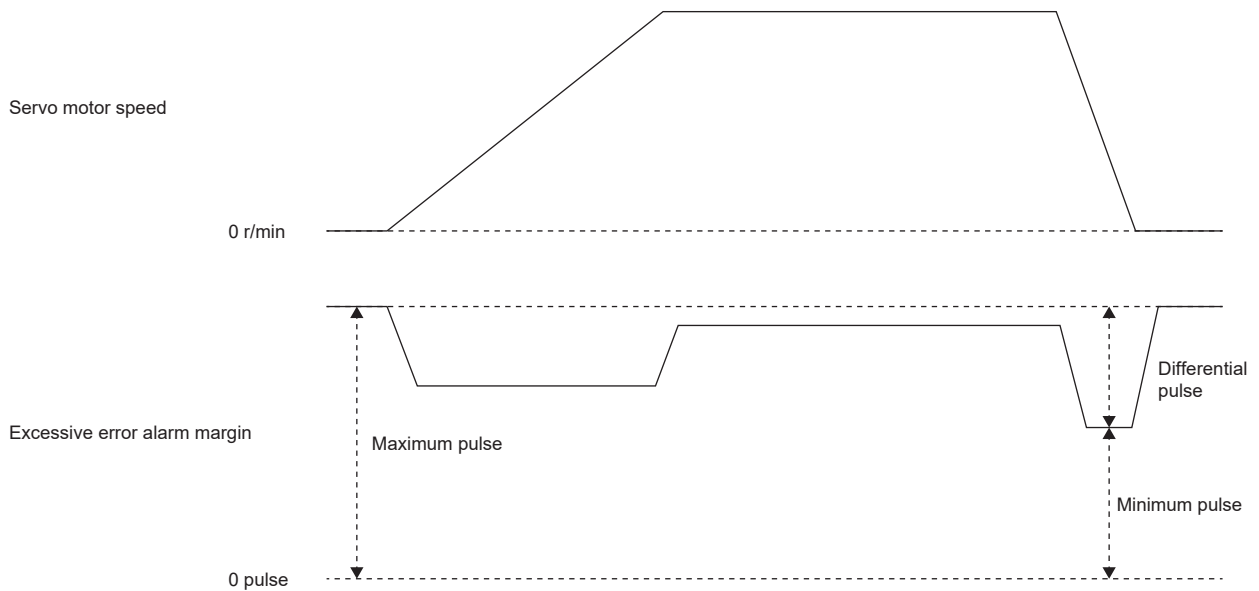 Servo motor speed
0 r/min
Differential
pulse
Excessive error alarm margin
Maximum pulse
Minimum pulse
0 pulse